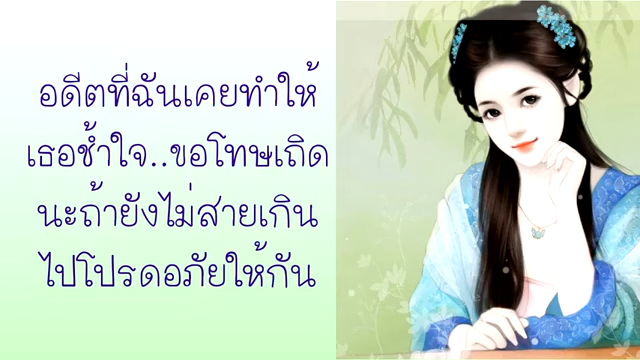 อดีตที่ฉันเคยทำให้
เธอช้ำใจ..ขอโทษเถิด
นะถ้ายังไม่สายเกิน
ไปโปรดอภัยให้กัน